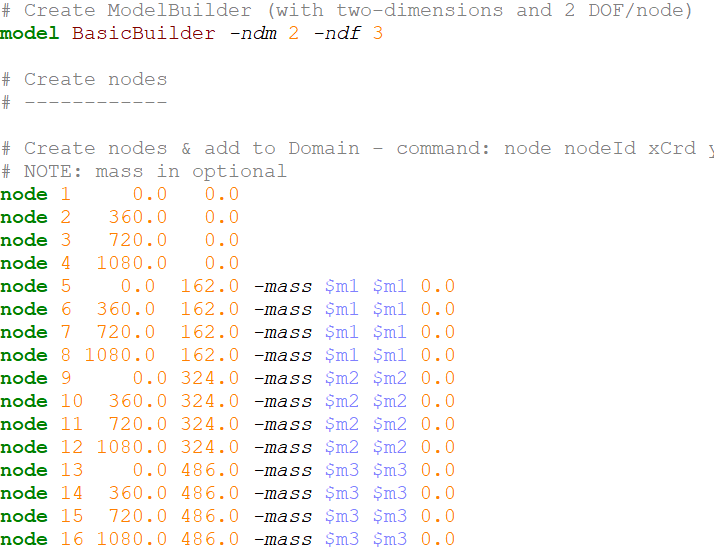 # Create ModelBuilder (with two-dimensions and 2 DOF/node)
model BasicBuilder -ndm 2 -ndf 3
# Create nodes
# ------------
# Create nodes & add to Domain - command: node nodeId xCrd y
# NOTE: mass in optional
node 1 0.0 0.0
node 2 360.0 0.0
node 3 720.0 0.0
node 4 1080.0 0.0
node 5 0.0 162.0 -mass $m1 $m1 0.0
node 6 360.0 162.0 -mass $m1 $m1 0.0
node 7 720.0 162.0 -mass $m1 $m1 0.0
node 8 1080.0 162.0 -mass $m1 $m1 0.0
node 9 0.0 324.0 -mass $m2 $m2 0.0
node 10 360.0 324.0 -mass $m2 $m2 0.0
node 11 720.0 324.0 -mass $m2 $m2 0.0
node 12 1080.0 324.0 -mass $m2 $m2 0.0
node 13 0.0 486.0 -mass $m3 $m3 0.0
node 14 360.0 486.0 -mass $m3 $m3 0.0
node 15 720.0 486.0 -mass $m3 $m3 0.0
node 16 1080.0 486.0 -mass $m3 $m3 0.0